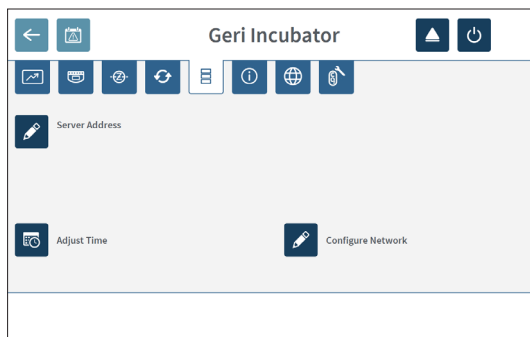 Geri Incubator
Server Address
Adjust Time
Configure Network